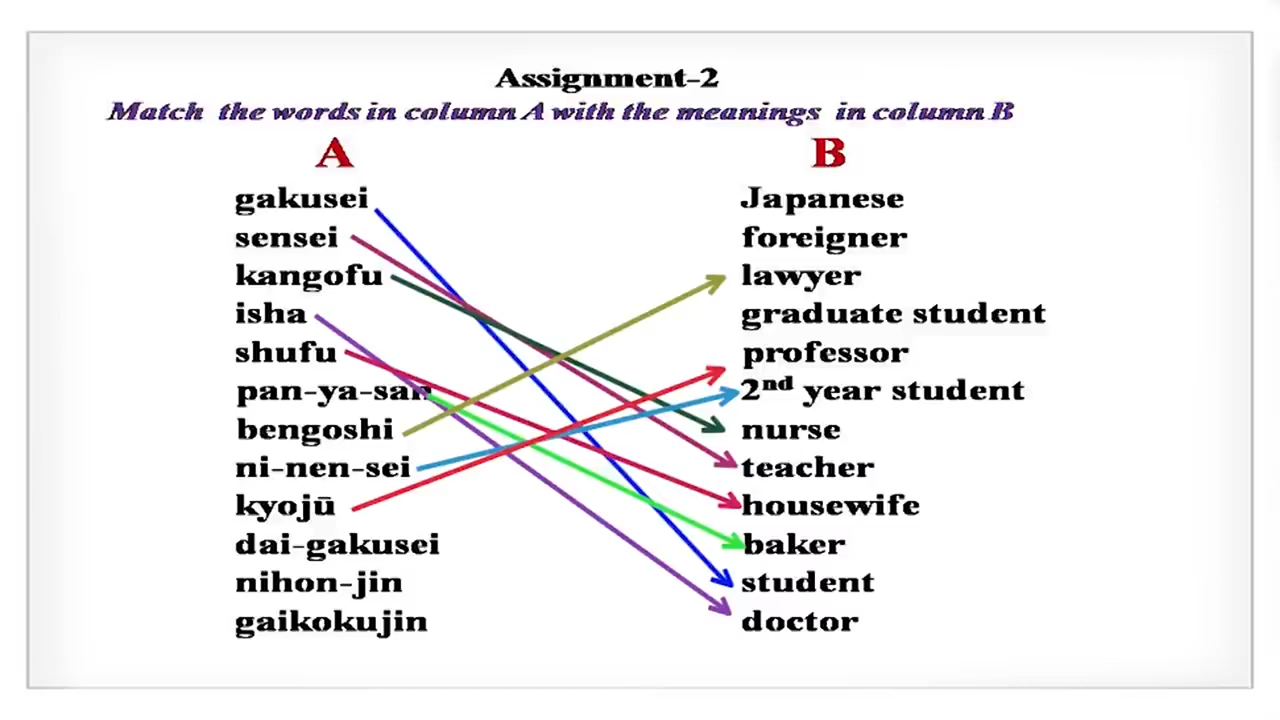 Assignment-2
Match the words in column A with the meanings in column B
A B
gakusei Japanese
sensei foreigner
kangofu lawyer
isha graduate student
shufu professor
pan-ya-san 2nd year student
bengoshi nurse
ni-nen-sei teacher
kyojū housewife
dai-gakusei baker
nihon-jin student
gaikokujin doctor